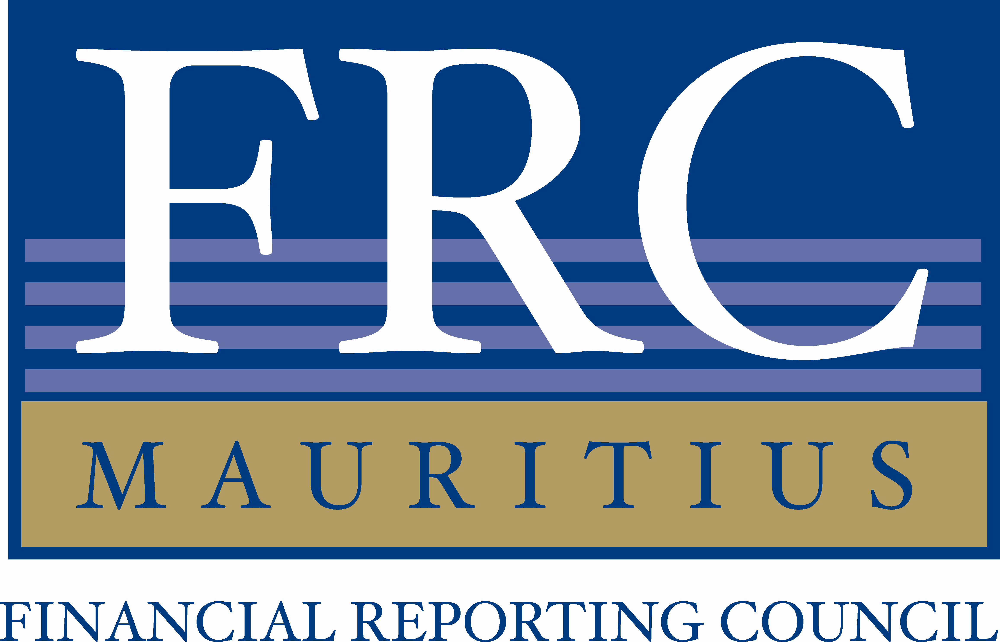 FRC
MAURITIUS
FINANCIAL REPORTING COUNCIL